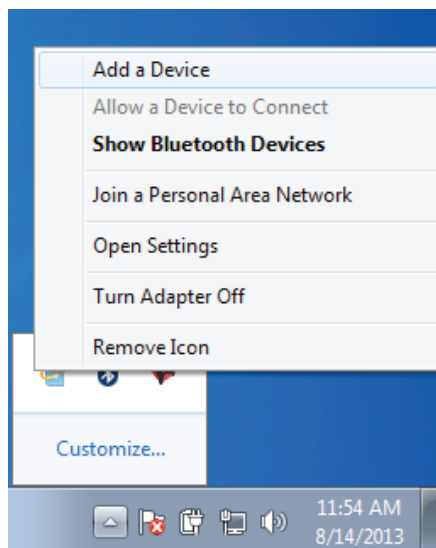 Add a Device
Allow a Device to Connect
Show Bluetooth Devices
Join a Personal Area Network
Open Settings
Turn Adapter Off
Remove Icon
Customize...
11:54 AM
8/14/2013